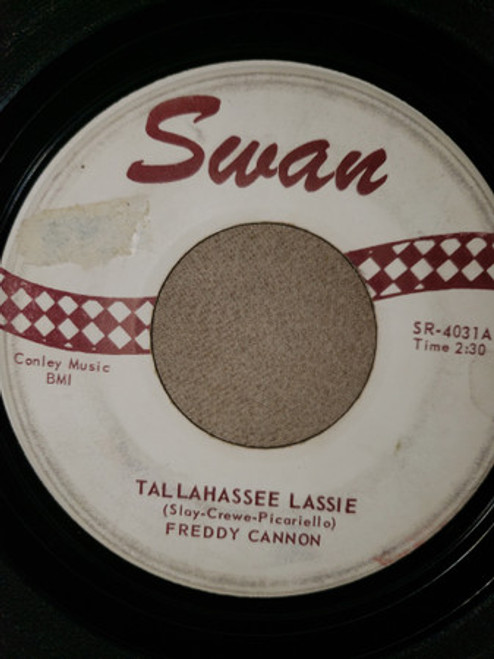 Swan
SR-4031A
Time 2:30
Conley Music
BMI
TALLAHASSEE LASSIE
(Slay-Crewe-Picariello)
FREDDY CANNON